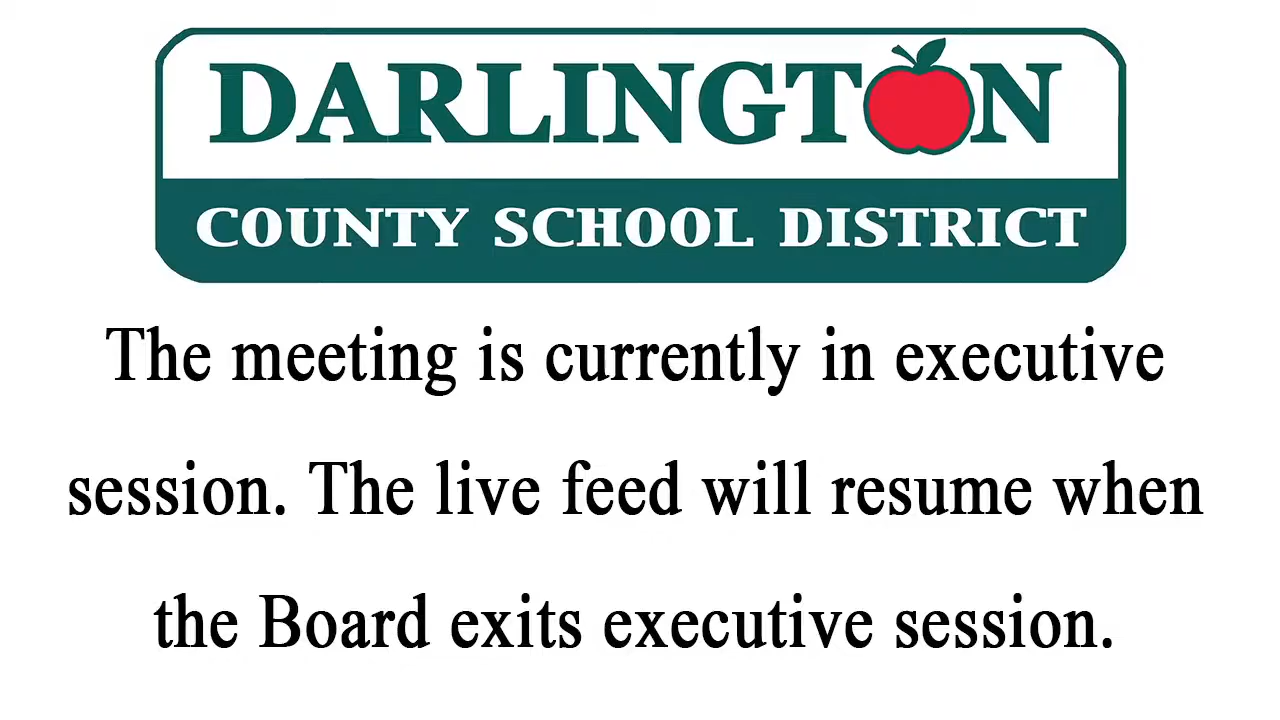 DARLINGTON
COUNTY SCHOOL DISTRICT
The meeting is currently in executive
session. The live feed will resume when
the Board exits executive session.